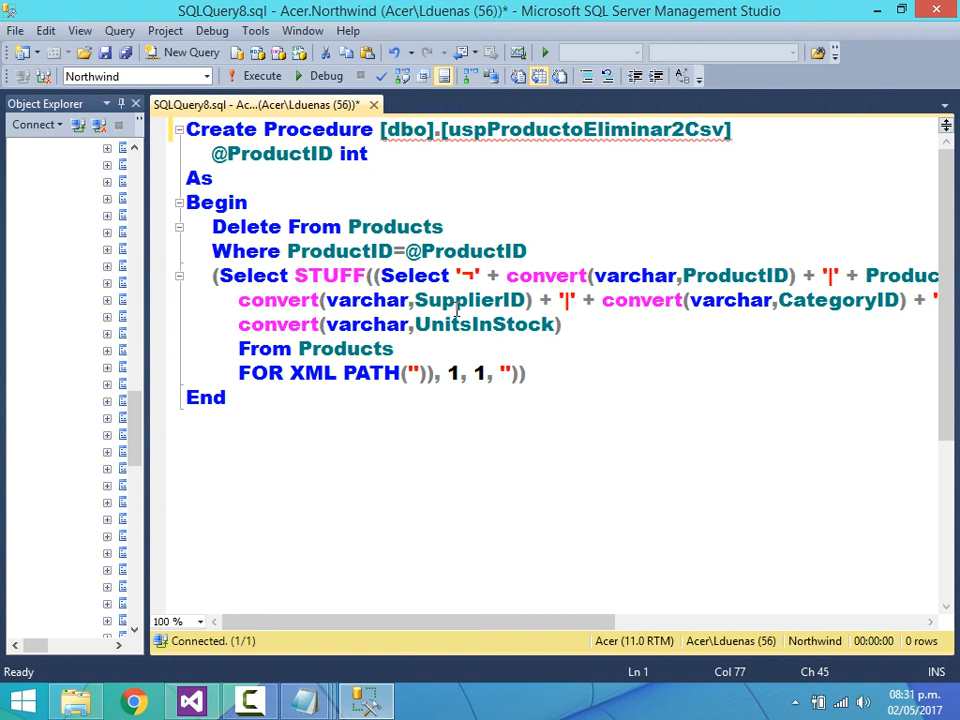 SQLQuery8.sql - Acer.Northwind (Acer\Lduenas (56))* - Microsoft SQL Server Management Studio
File Edit View Query Project Debug Tools Window Help
New Query
Northwind Execute Debug
Object Explorer
SQLQuery8.sql - Ac...(Acer\Lduenas (56))*
Connect
Create Procedure [dbo].[uspProductoEliminar2Csv]
@ProductID int
As
Begin
Delete From Products
Where ProductID=@ProductID
(Select STUFF((Select '¬' + convert(varchar,ProductID) + '|' + Produc
convert(varchar,SupplierID) + '|' + convert(varchar,CategoryID) + '
convert(varchar,UnitsInStock)
From Products
FOR XML PATH('')), 1, 1, ''))
End
100 %
Connected. (1/1) Acer (11.0 RTM) Acer\Lduenas (56) Northwind 00:00:00 0 rows
Ready Ln 1 Col 77 Ch 45 INS
08:31 p.m.
02/05/2017